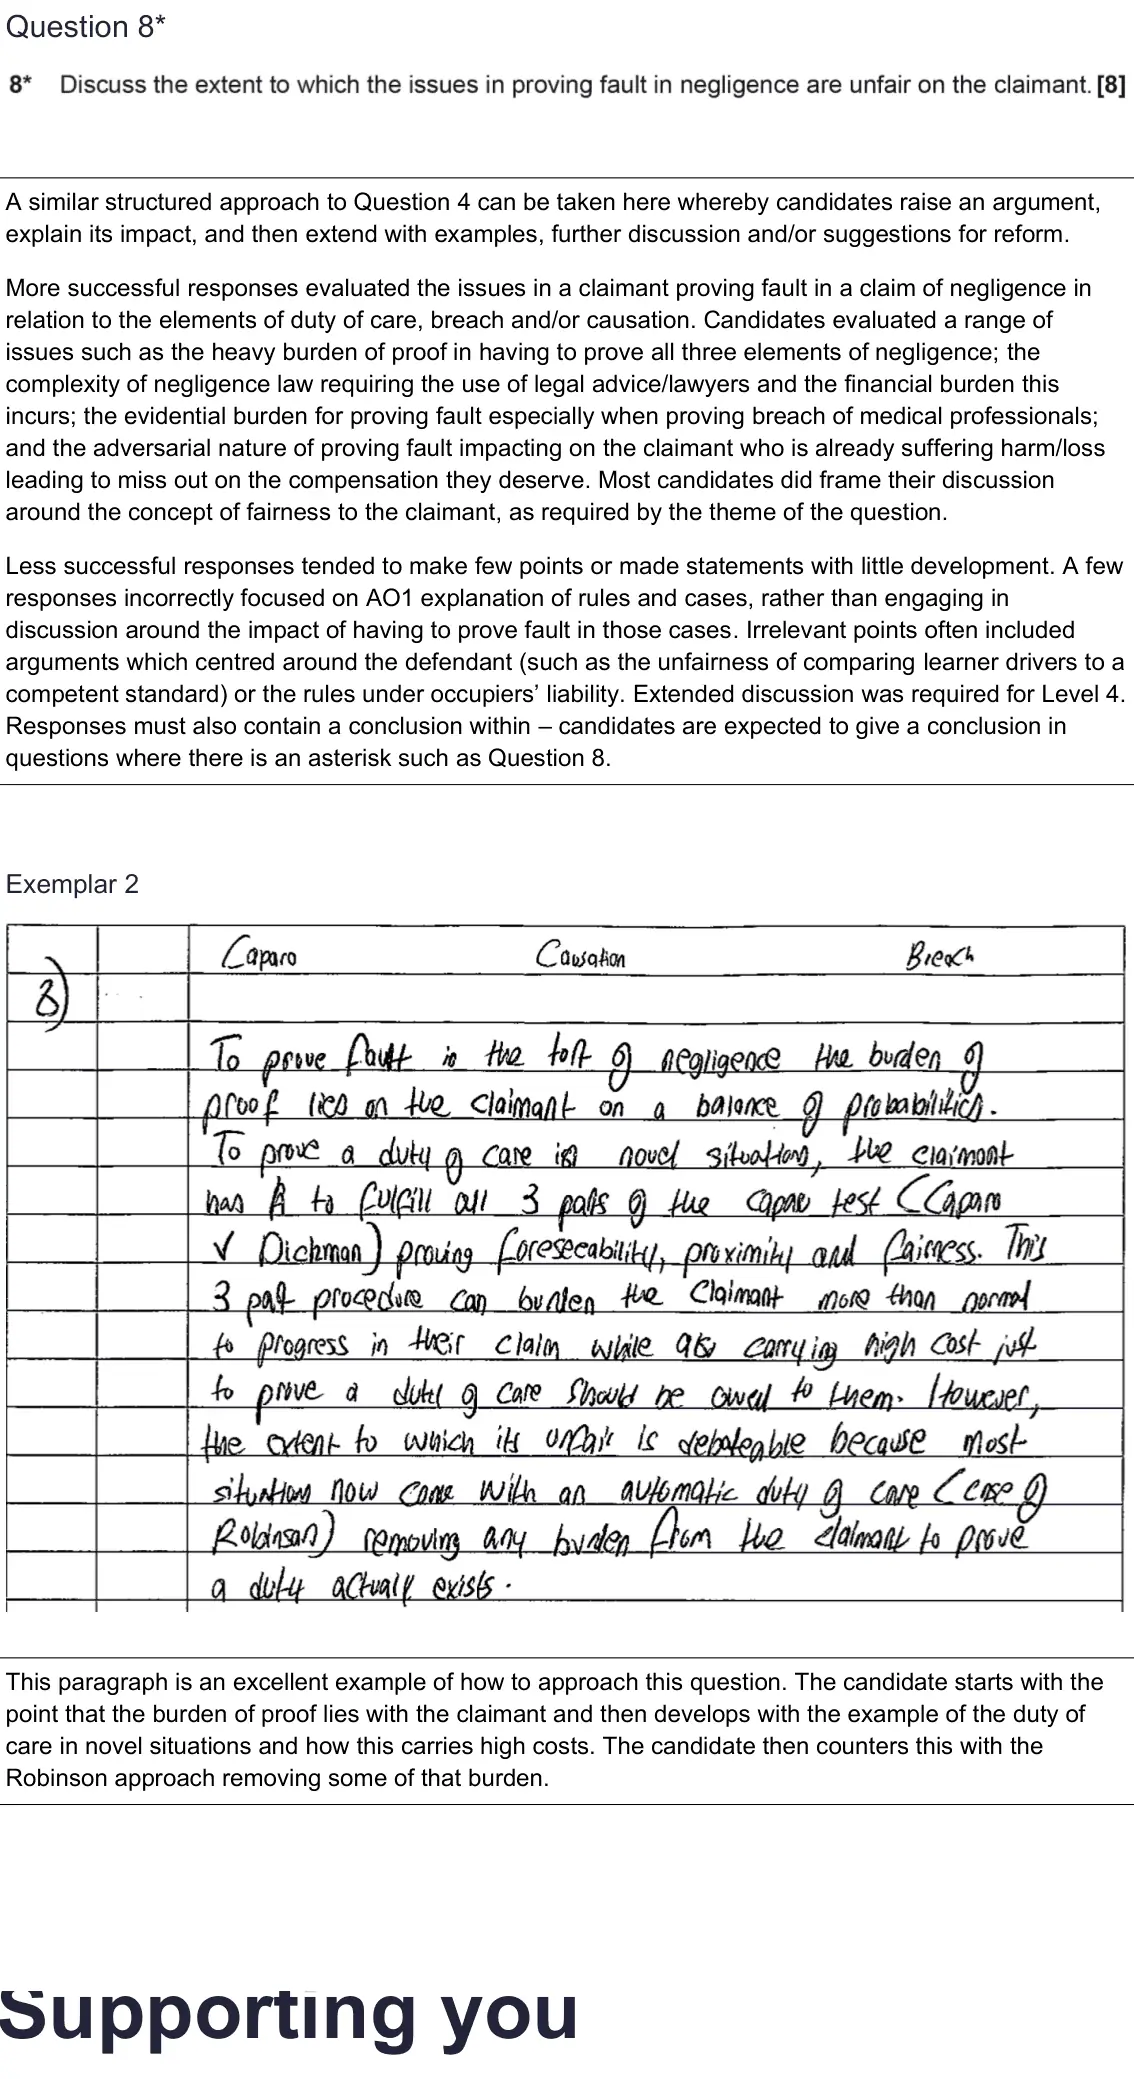 Question 8*
8* Discuss the extent to which the issues in proving fault in negligence are unfair on the claimant. [8]
A similar structured approach to Question 4 can be taken here whereby candidates raise an argument,
explain its impact, and then extend with examples, further discussion and/or suggestions for reform.
More successful responses evaluated the issues in a claimant proving fault in a claim of negligence in
relation to the elements of duty of care, breach and/or causation. Candidates evaluated a range of
issues such as the heavy burden of proof in having to prove all three elements of negligence; the
complexity of negligence law requiring the use of legal advice/lawyers and the financial burden this
incurs; the evidential burden for proving fault especially when proving breach of medical professionals;
and the adversarial nature of proving fault impacting on the claimant who is already suffering harm/loss
leading to miss out on the compensation they deserve. Most candidates did frame their discussion
around the concept of fairness to the claimant, as required by the theme of the question.
Less successful responses tended to make few points or made statements with little development. A few
responses incorrectly focused on AO1 explanation of rules and cases, rather than engaging in
discussion around the impact of having to prove fault in those cases. Irrelevant points often included
arguments which centred around the defendant (such as the unfairness of comparing learner drivers to a
competent standard) or the rules under occupiers’ liability. Extended discussion was required for Level 4.
Responses must also contain a conclusion within – candidates are expected to give a conclusion in
questions where there is an asterisk such as Question 8.
Exemplar 2
Caparo Causation Breach
8)
To prove fault in the tort of negligence the burden of
proof lies on the claimant on a balance of probabilities.
To prove a duty of care in novel situations, the claimant
has to fulfill all 3 parts of the caparo test (Caparo
v Dickman) proving foreseeability, proximity and fairness. This
3 part procedure can burden the Claimant more than normal
to progress in their claim while also carrying high cost just
to prove a duty of care should be owed to them. However,
the extent to which its unfair is debateable because most
situations now come with an automatic duty of care (case of
Robinson) removing any burden from the claimant to prove
a duty actually exists.
This paragraph is an excellent example of how to approach this question. The candidate starts with the
point that the burden of proof lies with the claimant and then develops with the example of the duty of
care in novel situations and how this carries high costs. The candidate then counters this with the
Robinson approach removing some of that burden.
Supporting you